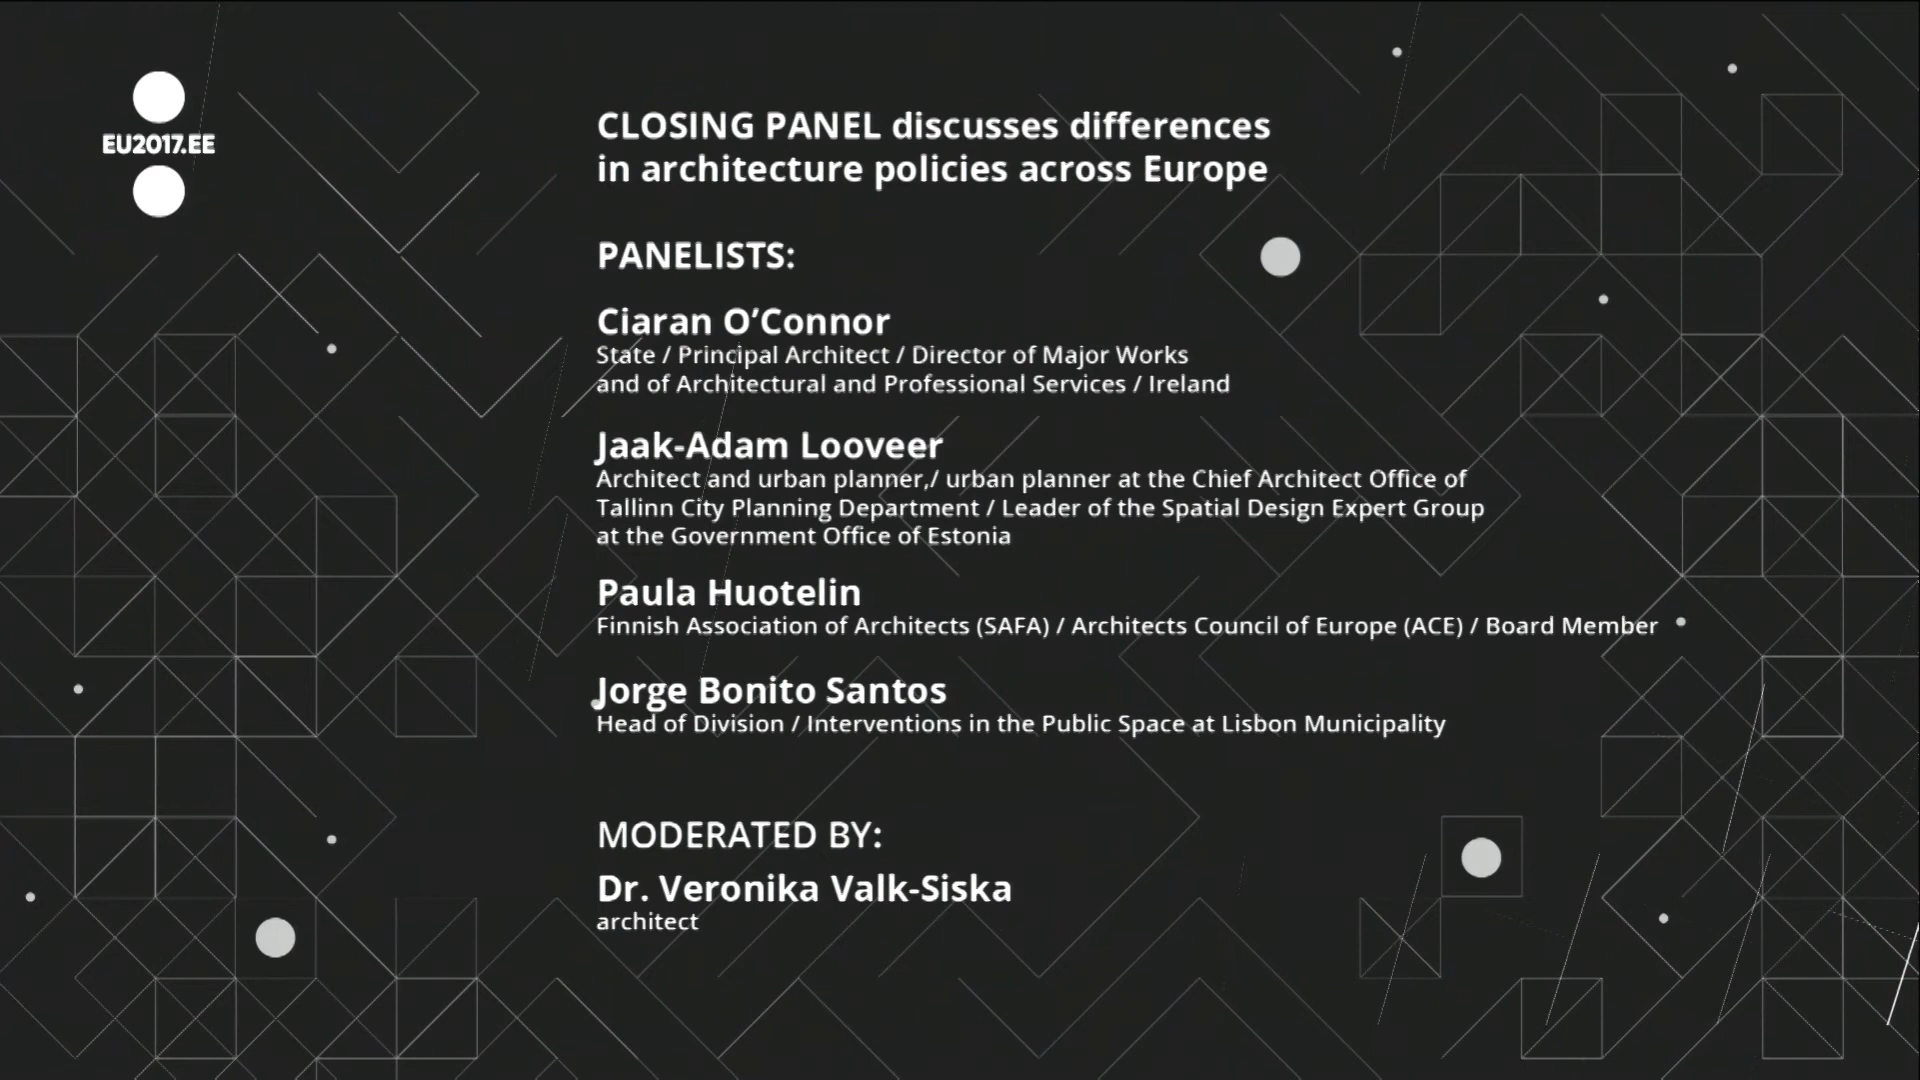 EU2017.EE
CLOSING PANEL discusses differences
in architecture policies across Europe
PANELISTS:
Ciaran O’Connor
State / Principal Architect / Director of Major Works
and of Architectural and Professional Services / Ireland
Jaak-Adam Looveer
Architect and urban planner,/ urban planner at the Chief Architect Office of
Tallinn City Planning Department / Leader of the Spatial Design Expert Group
at the Government Office of Estonia
Paula Huotelin
Finnish Association of Architects (SAFA) / Architects Council of Europe (ACE) / Board Member
Jorge Bonito Santos
Head of Division / Interventions in the Public Space at Lisbon Municipality
MODERATED BY:
Dr. Veronika Valk-Siska
architect